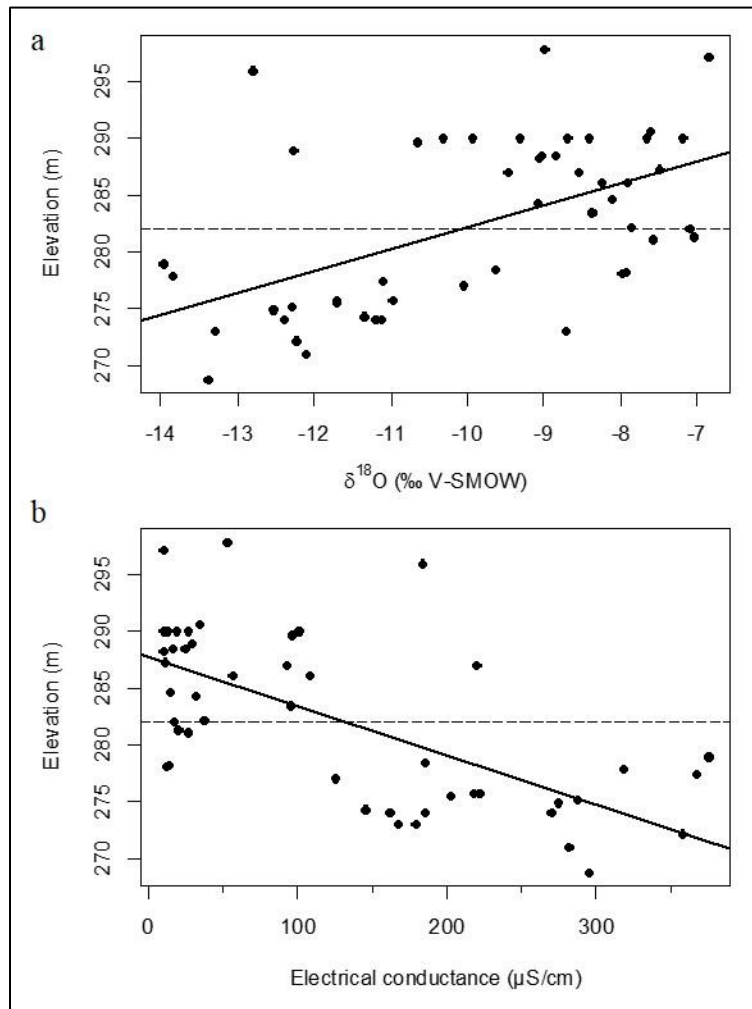 a
Elevation (m)
295
290
285
280
275
270
-14 -13 -12 -11 -10 -9 -8 -7
δ¹⁸O (‰ V-SMOW)
b
Elevation (m)
295
290
285
280
275
270
0 100 200 300
Electrical conductance (µS/cm)